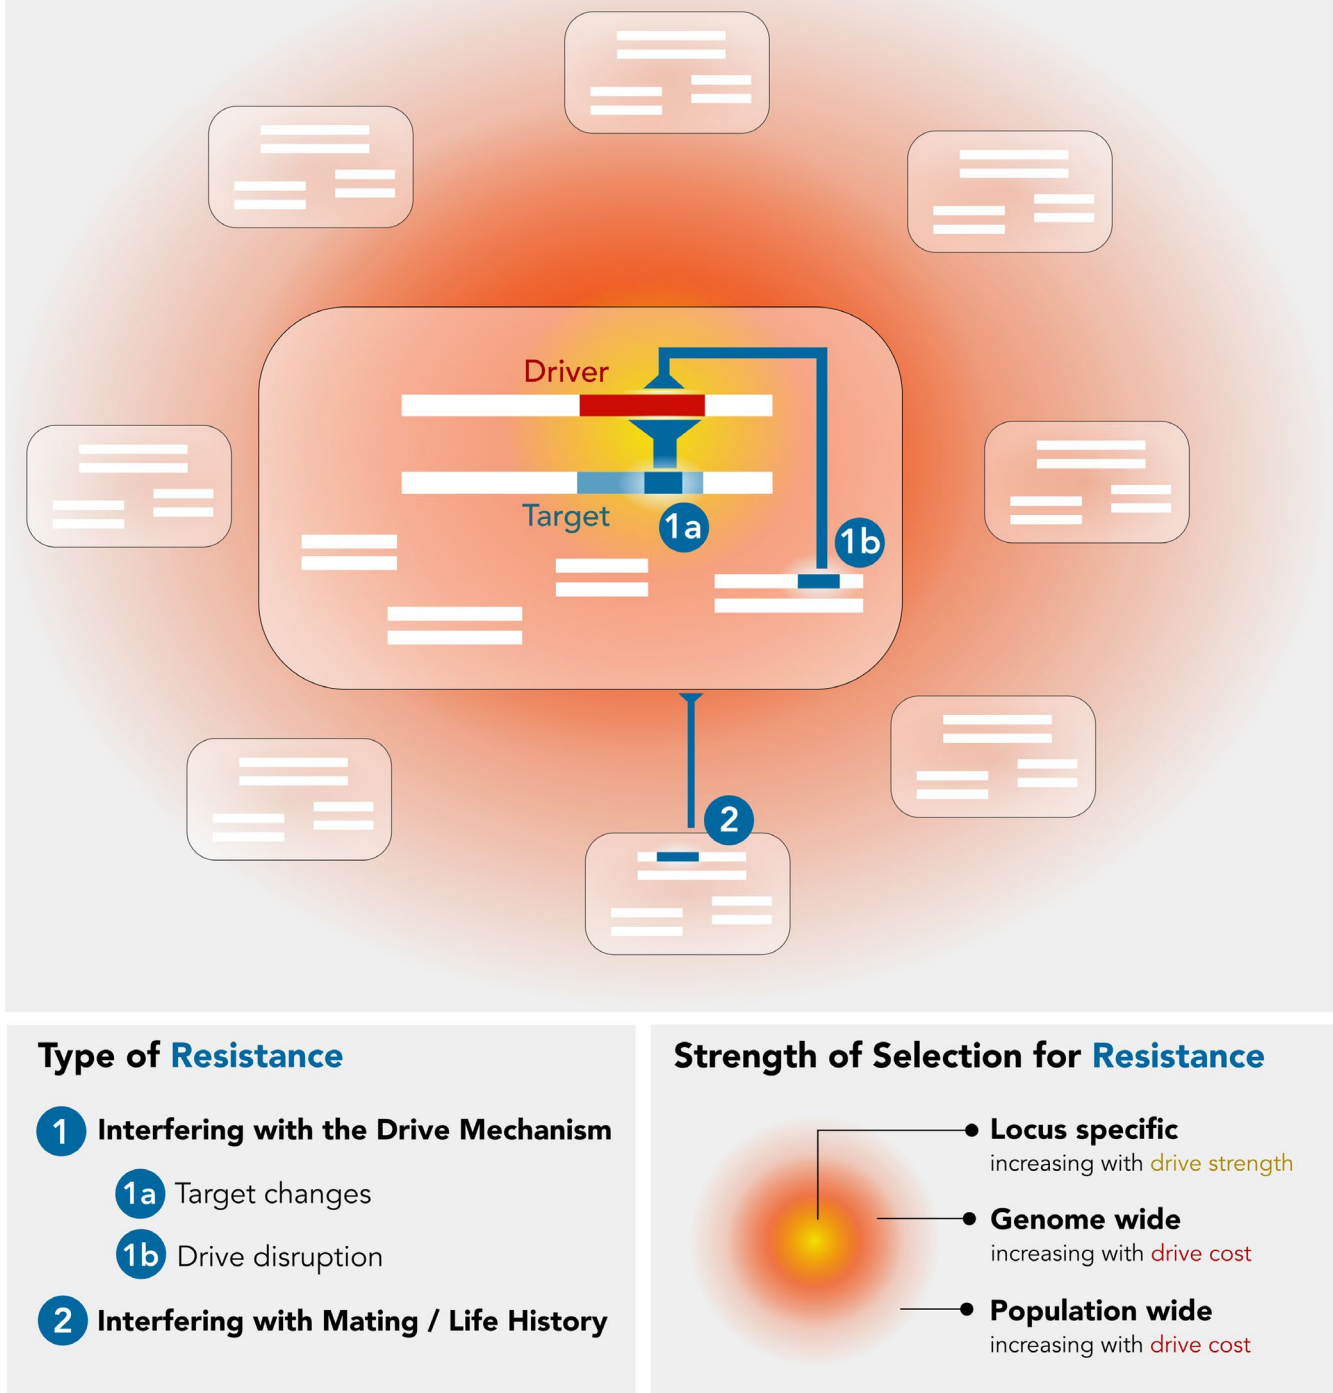 Driver
Target
1a
1b
2
Type of Resistance
1 Interfering with the Drive Mechanism
1a Target changes
1b Drive disruption
2 Interfering with Mating / Life History
Strength of Selection for Resistance
Locus specific
increasing with drive strength
Genome wide
increasing with drive cost
Population wide
increasing with drive cost